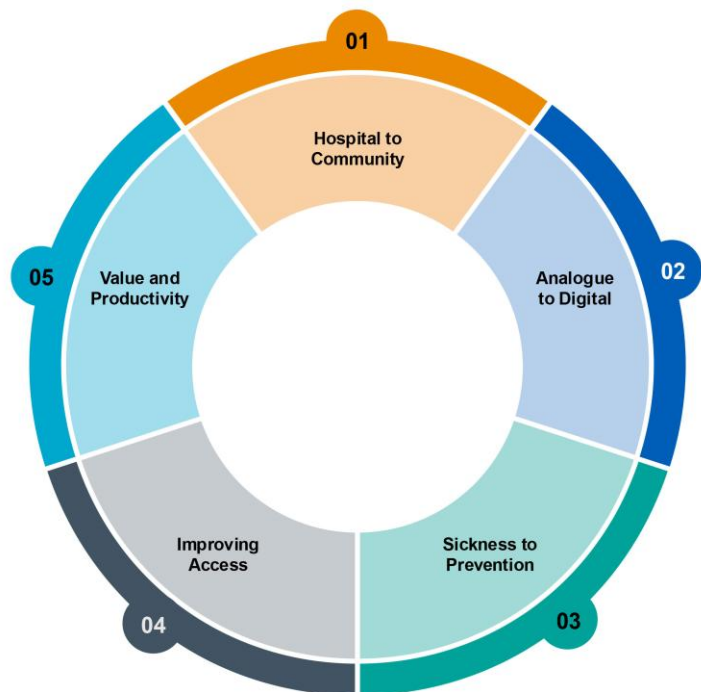 01
Hospital to
Community
02
Analogue
to Digital
03
Sickness to
Prevention
04
Improving
Access
05
Value and
Productivity